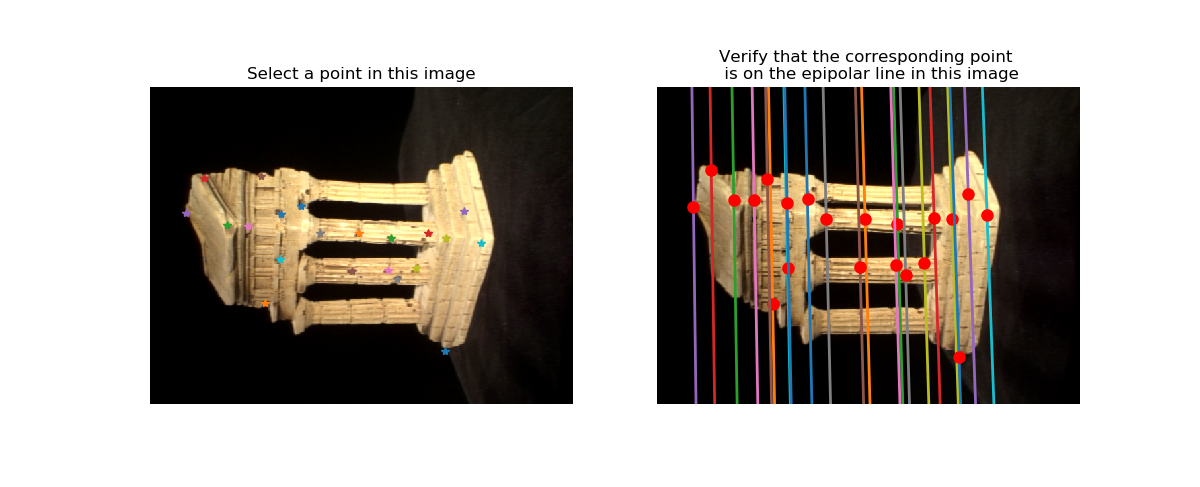 Select a point in this image
Verify that the corresponding point
is on the epipolar line in this image